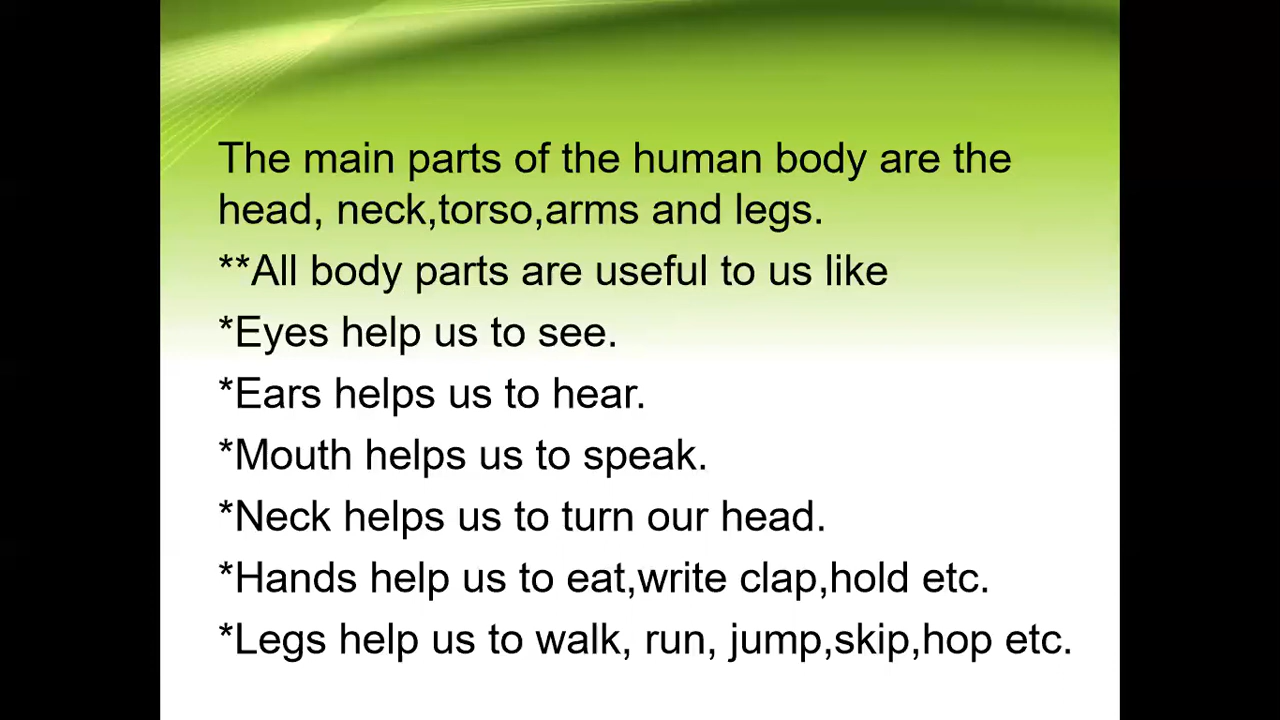 The main parts of the human body are the
head, neck,torso,arms and legs.
**All body parts are useful to us like
*Eyes help us to see.
*Ears helps us to hear.
*Mouth helps us to speak.
*Neck helps us to turn our head.
*Hands help us to eat,write clap,hold etc.
*Legs help us to walk, run, jump,skip,hop etc.